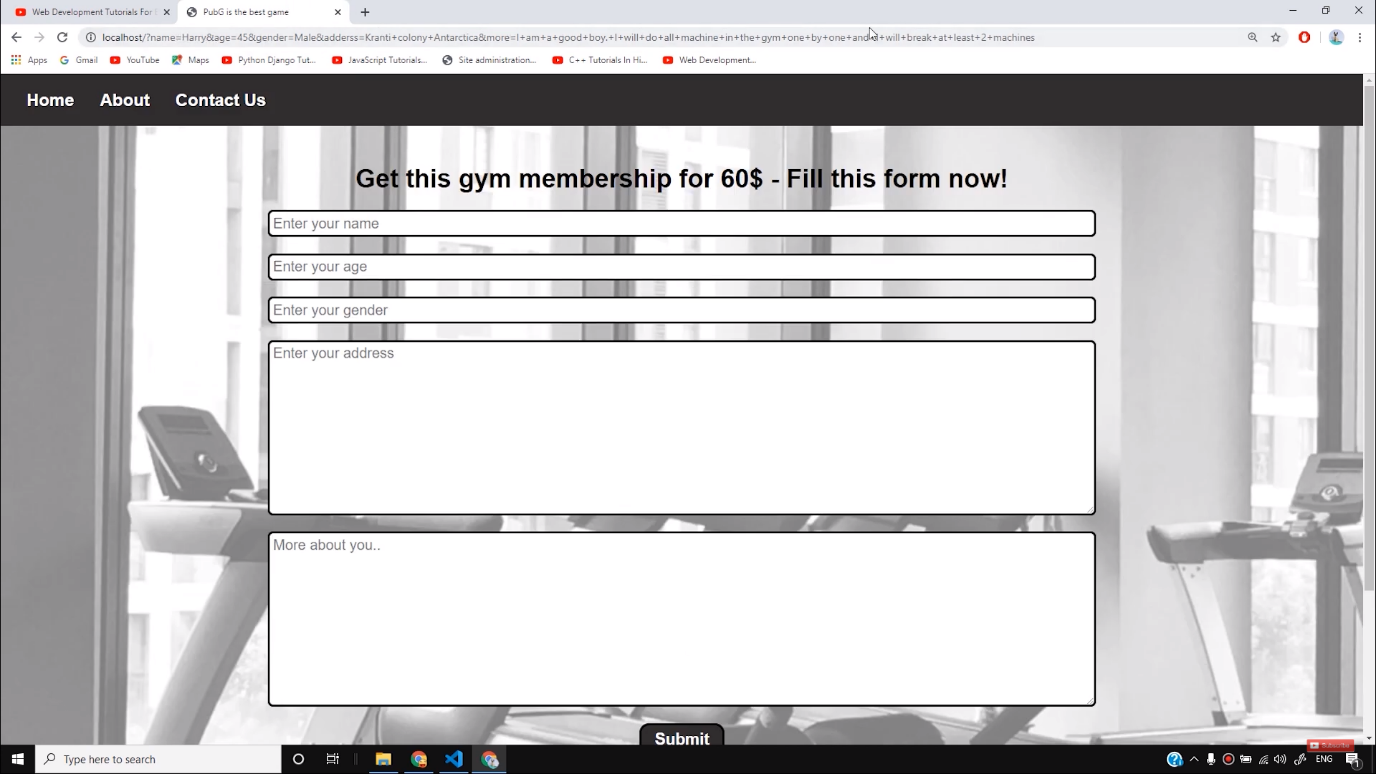 Web Development Tutorials For
PubG is the best game
localhost/?name=Harry&age=45&gender=Male&adderss=Kranti+colony+Antarctica&more=I+am+a+good+boy.+I+will+do+all+machine+in+the+gym+one+by+one+and+I+will+break+at+least+2+machines
Apps Gmail YouTube Maps Python Django Tut... JavaScript Tutorials... Site administration... C++ Tutorials In Hi... Web Development...
Home About Contact Us
Get this gym membership for 60$ - Fill this form now!
Enter your name
Enter your age
Enter your gender
Enter your address
More about you..
Submit
Subscribe
Type here to search
ENG
1